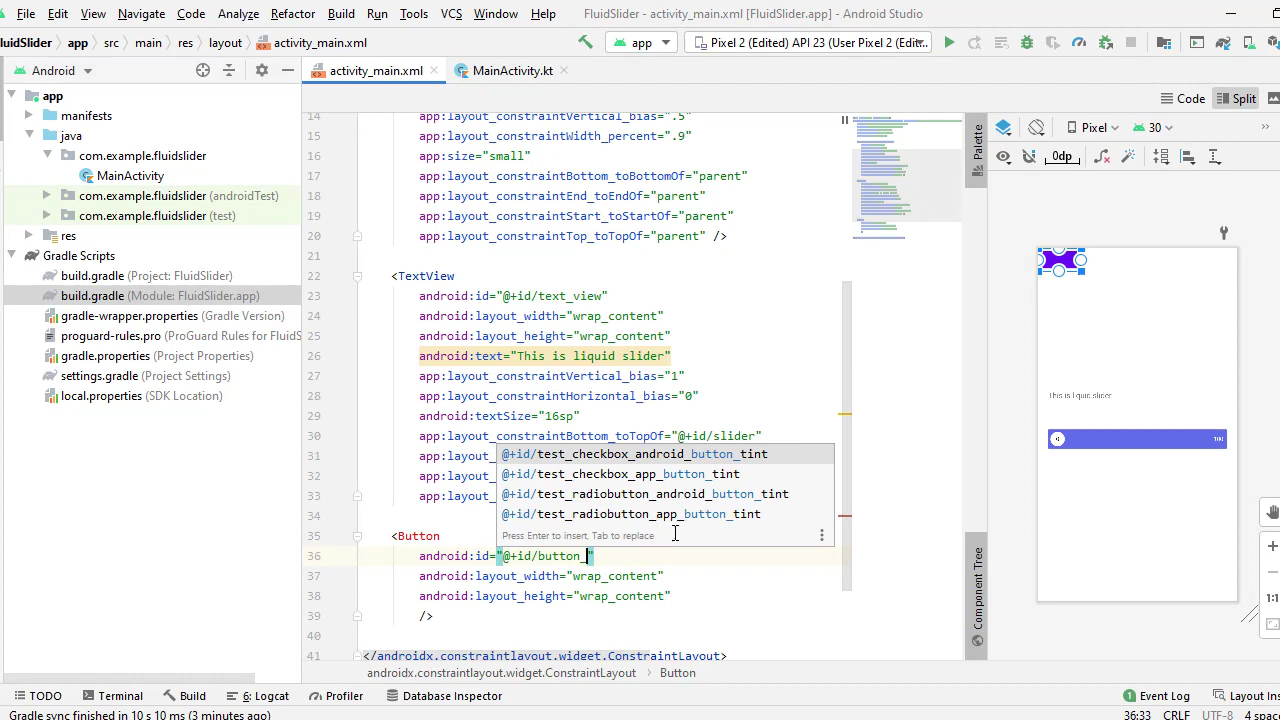 File Edit View Navigate Code Analyze Refactor Build Run Tools VCS Window Help FluidSlider - activity_main.xml [FluidSlider.app] - Android Studio
luidSlider app src main res layout activity_main.xml app Pixel 2 (Edited) API 23 (User Pixel 2 (Edit..
Android activity_main.xml MainActivity.kt
Code Split
app
manifests
java
com.example.fluidslider
MainActivity
com.example.fluidslider (androidTest)
com.example.fluidslider (test)
res
Gradle Scripts
build.gradle (Project: FluidSlider)
build.gradle (Module: FluidSlider.app)
gradle-wrapper.properties (Gradle Version)
proguard-rules.pro (ProGuard Rules for FluidS
gradle.properties (Project Properties)
settings.gradle (Project Settings)
local.properties (SDK Location)
14 app:layout_constraintVertical_bias=".5"
15 app:layout_constraintWidth_percent=".9"
16 app:size="small"
17 app:layout_constraintBottom_toBottomOf="parent"
18 app:layout_constraintEnd_toEndOf="parent"
19 app:layout_constraintStart_toStartOf="parent"
20 app:layout_constraintTop_toTopOf="parent" />
21
22 <TextView
23 android:id="@+id/text_view"
24 android:layout_width="wrap_content"
25 android:layout_height="wrap_content"
26 android:text="This is liquid slider"
27 app:layout_constraintVertical_bias="1"
28 app:layout_constraintHorizontal_bias="0"
29 android:textSize="16sp"
30 app:layout_constraintBottom_toTopOf="@+id/slider"
31 app:layout_
32 app:layout_
33 app:layout_
34
35 <Button
36 android:id="@+id/button_"
37 android:layout_width="wrap_content"
38 android:layout_height="wrap_content"
39 />
40
41 </androidx.constraintlayout.widget.ConstraintLayout>
@+id/test_checkbox_android_button_tint
@+id/test_checkbox_app_button_tint
@+id/test_radiobutton_android_button_tint
@+id/test_radiobutton_app_button_tint
Press Enter to insert, Tab to replace
androidx.constraintlayout.widget.ConstraintLayout Button
Palette
Component Tree
Pixel 30
0dp
This is liquid slider
1:1
TODO Terminal Build 6: Logcat Profiler Database Inspector 1 Event Log Layout Ins
Gradle sync finished in 10 s 10 ms (3 minutes ago) 36:33 CRLF UTF-8 4 spac